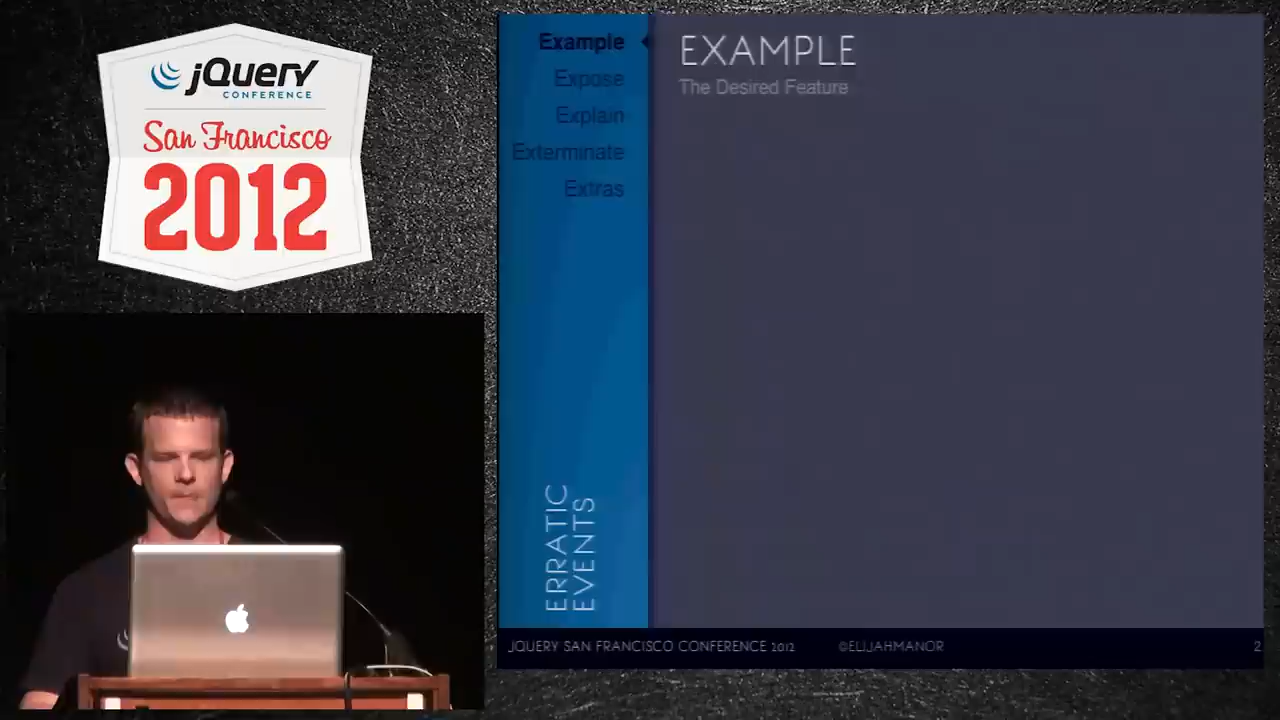 jQuery
CONFERENCE
San Francisco
2012
Example
Expose
Explain
Exterminate
Extras
ERRATIC
EVENTS
EXAMPLE
The Desired Feature
JQUERY SAN FRANCISCO CONFERENCE 2012
©ELIJAHMANOR
2